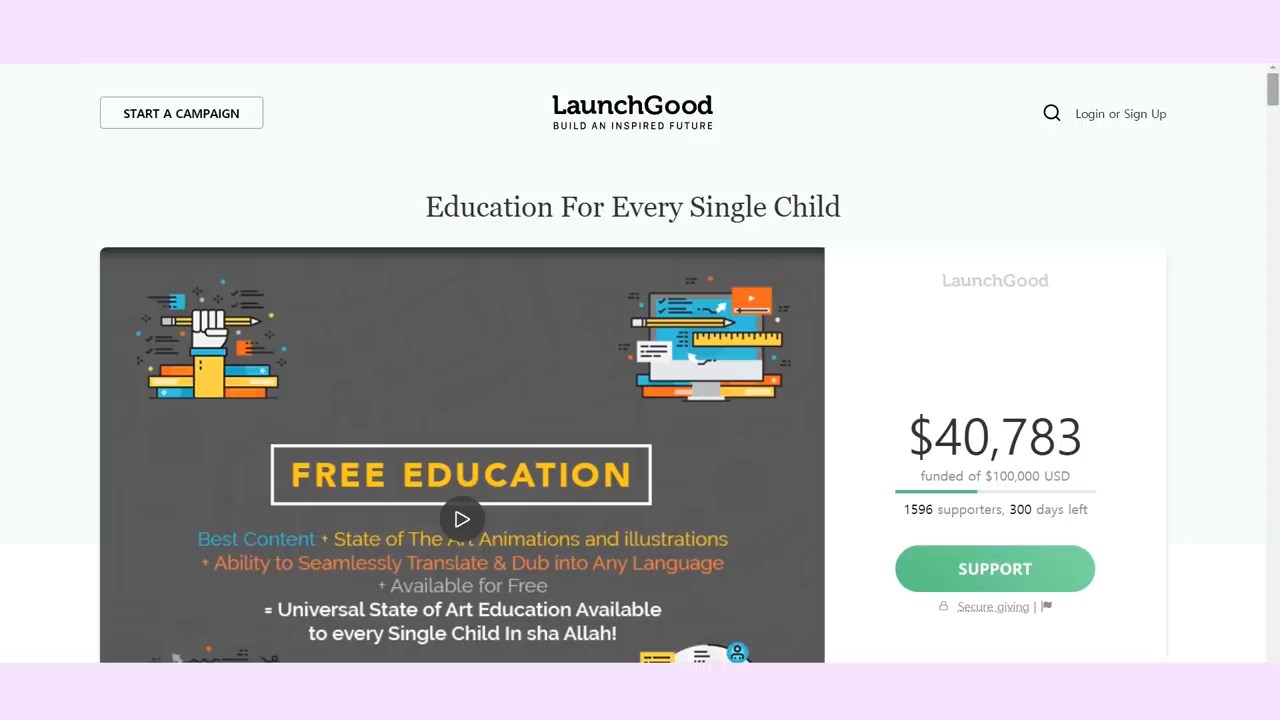 START A CAMPAIGN
LaunchGood
BUILD AN INSPIRED FUTURE
Login or Sign Up
Education For Every Single Child
FREE EDUCATION
Best Content + State of The Art Animations and illustrations
+ Ability to Seamlessly Translate & Dub into Any Language
+ Available for Free
= Universal State of Art Education Available
to every Single Child In sha Allah!
LaunchGood
$40,783
funded of $100,000 USD
1596 supporters, 300 days left
SUPPORT
Secure giving |